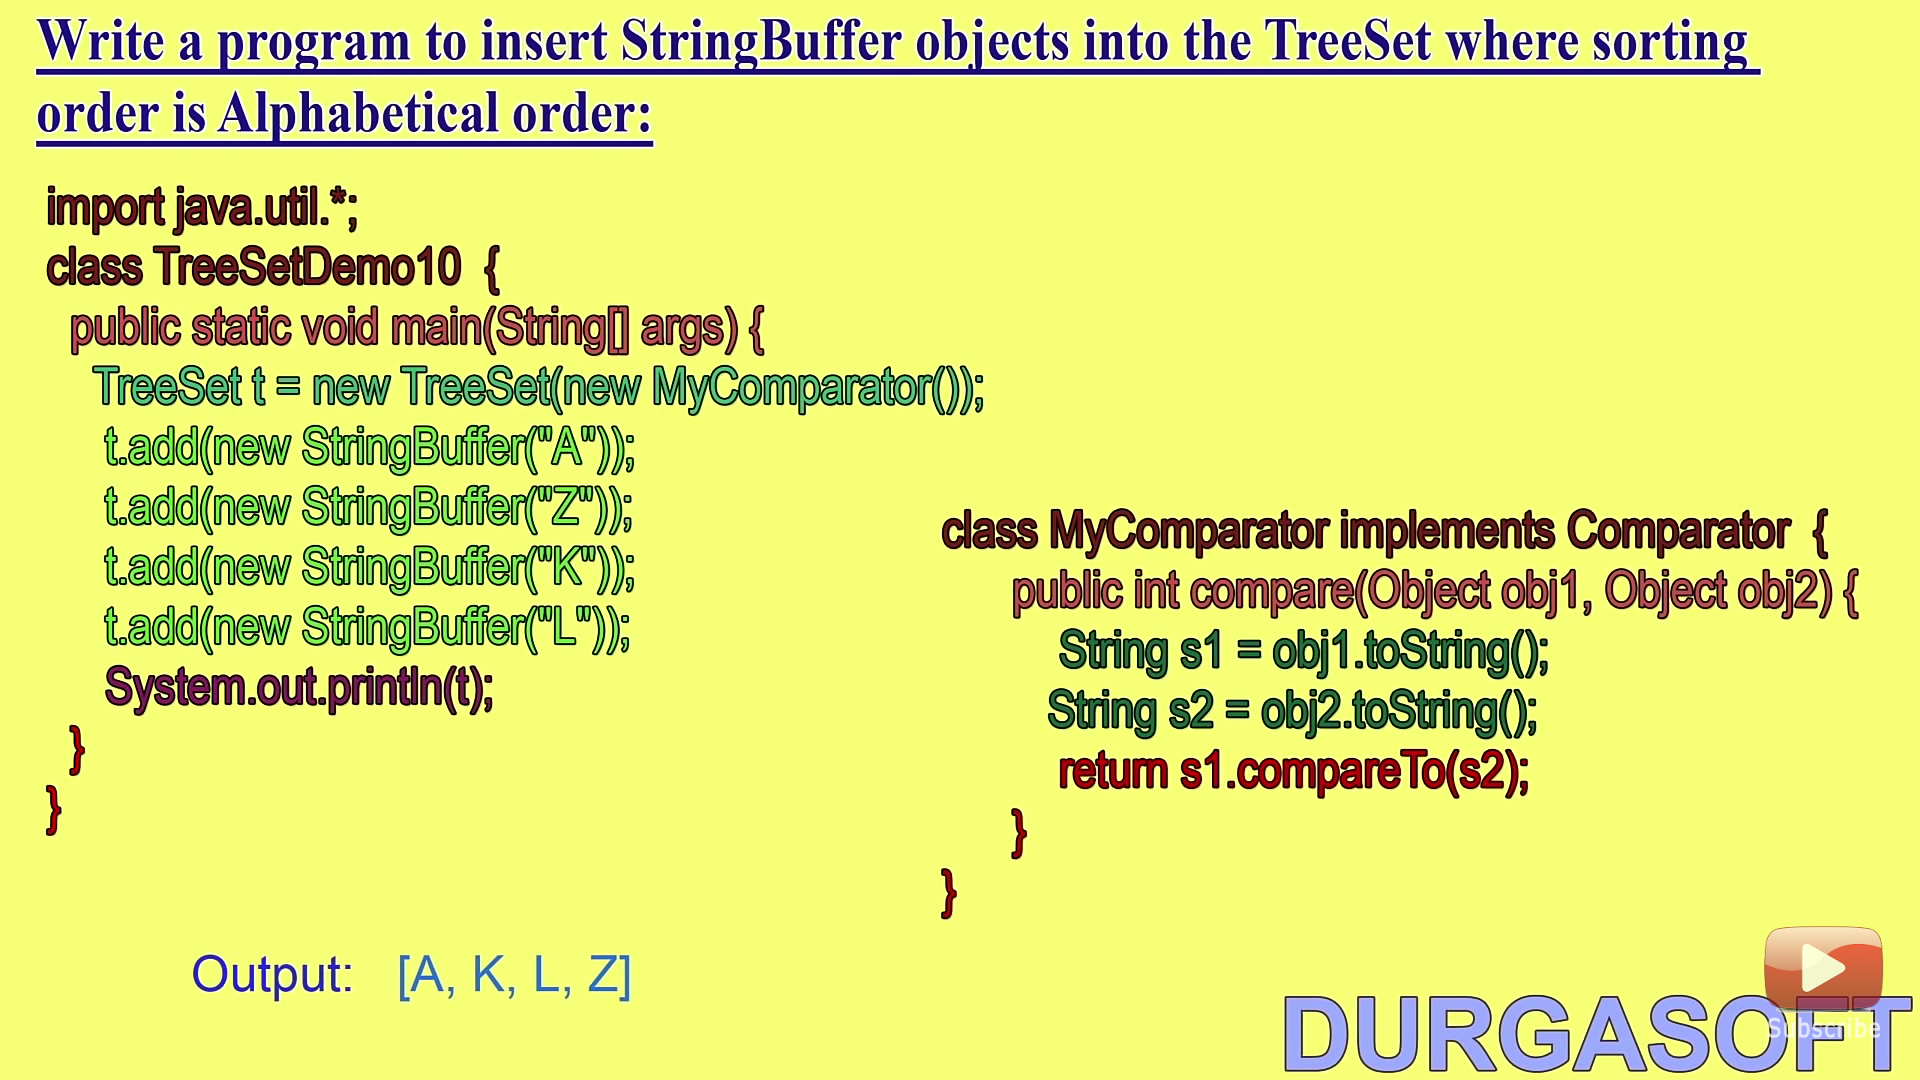 Write a program to insert StringBuffer objects into the TreeSet where sorting
order is Alphabetical order:
import java.util.*;
class TreeSetDemo10 {
public static void main(String[] args) {
TreeSet t = new TreeSet(new MyComparator());
t.add(new StringBuffer("A"));
t.add(new StringBuffer("Z"));
t.add(new StringBuffer("K"));
t.add(new StringBuffer("L"));
System.out.println(t);
}
}
class MyComparator implements Comparator {
public int compare(Object obj1, Object obj2) {
String s1 = obj1.toString();
String s2 = obj2.toString();
return s1.compareTo(s2);
}
}
Output: [A, K, L, Z]
DURGASOFT
Subscribe